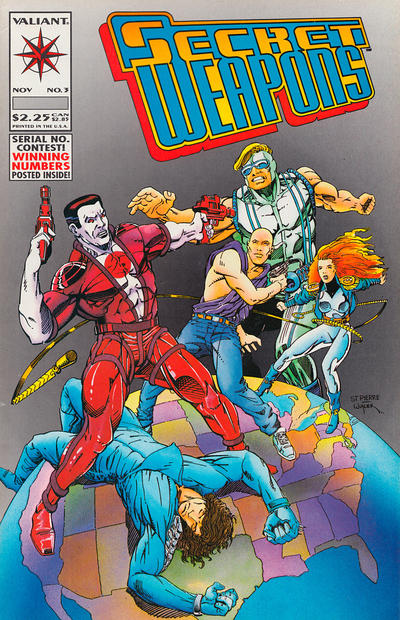 VALIANT.
NOV NO. 3
$2.25 CAN $2.85
PRINTED IN THE U.S.A.
SERIAL NO.
CONTEST!
WINNING
NUMBERS
POSTED INSIDE!
SECRET
WEAPONS
ST. PIERRE